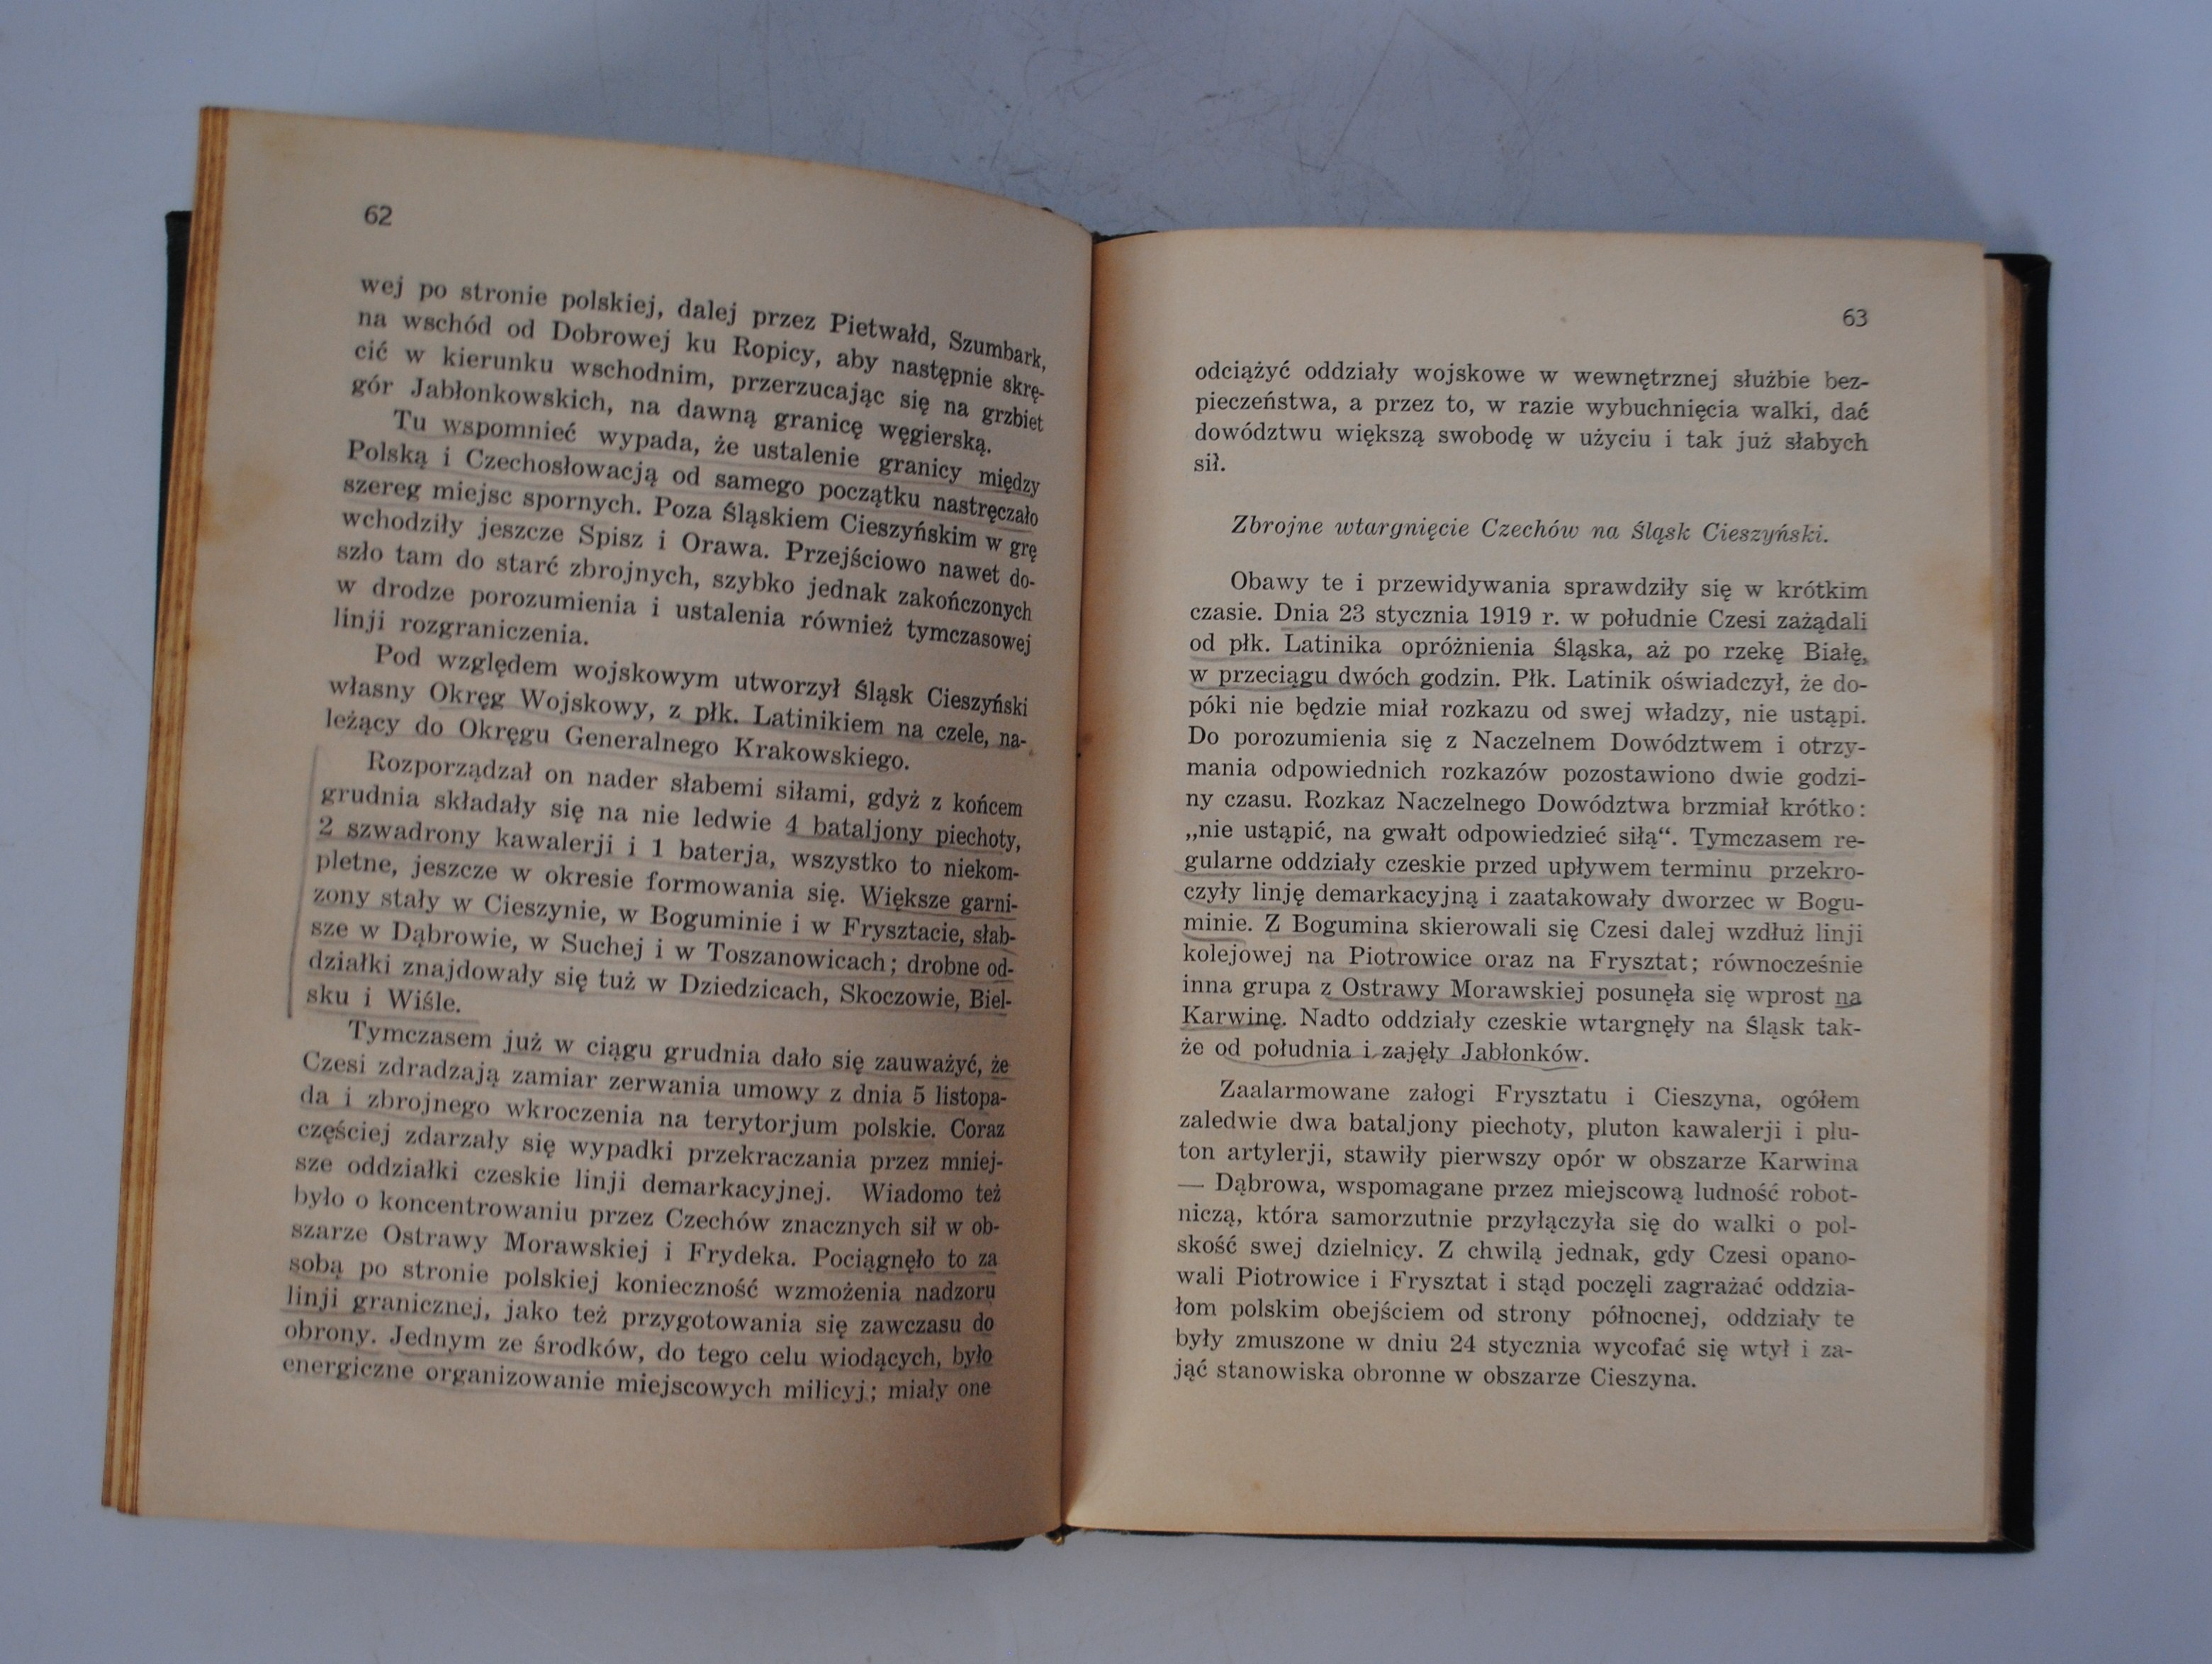 62
wej po stronie polskiej, dalej przez Pietwałd, Szumbark,
na wschód od Dobrowej ku Ropicy, aby następnie skrę-
cić w kierunku wschodnim, przerzucając się na grzbiet
gór Jabłonkowskich, na dawną granicę węgierską.
Tu wspomnieć wypada, że ustalenie granicy między
Polską i Czechosłowacją od samego początku nastręczało
szereg miejsc spornych. Poza Śląskiem Cieszyńskim w grę
wchodziły jeszcze Spisz i Orawa. Przejściowo nawet do-
szło tam do starć zbrojnych, szybko jednak zakończonych
w drodze porozumienia i ustalenia również tymczasowej
linji rozgraniczenia.
Pod względem wojskowym utworzył Śląsk Cieszyński
własny Okręg Wojskowy, z płk. Latinikiem na czele, na-
leżący do Okręgu Generalnego Krakowskiego.
Rozporządzał on nader słabemi siłami, gdyż z końcem
grudnia składały się na nie ledwie 4 bataljony piechoty,
2 szwadrony kawalerji i 1 baterja, wszystko to niekom-
pletne, jeszcze w okresie formowania się. Większe garni-
zony stały w Cieszynie, w Boguminie i w Frysztacie, słab-
sze w Dąbrowie, w Suchej i w Toszanowicach; drobne od-
działki znajdowały się tuż w Dziedzicach, Skoczowie, Biel-
sku i Wiśle.
Tymczasem już w ciągu grudnia dało się zauważyć, że
Czesi zdradzają zamiar zerwania umowy z dnia 5 listopa-
da i zbrojnego wkroczenia na terytorjum polskie. Coraz
częściej zdarzały się wypadki przekraczania przez mniej-
sze oddziałki czeskie linji demarkacyjnej. Wiadomo też
było o koncentrowaniu przez Czechów znacznych sił w ob-
szarze Ostrawy Morawskiej i Frydeka. Pociągnęło to za
sobą po stronie polskiej konieczność wzmożenia nadzoru
linji granicznej, jako też przygotowania się zawczasu do
obrony. Jednym ze środków, do tego celu wiodących, było
energiczne organizowanie miejscowych milicyj; miały one
63
odciążyć oddziały wojskowe w wewnętrznej służbie bez-
pieczeństwa, a przez to, w razie wybuchnięcia walki, dać
dowództwu większą swobodę w użyciu i tak już słabych
sił.
Zbrojne wtargnięcie Czechów na Śląsk Cieszyński.
Obawy te i przewidywania sprawdziły się w krótkim
czasie. Dnia 23 stycznia 1919 r. w południe Czesi zażądali
od płk. Latinika opróżnienia Śląska, aż po rzekę Białę,
w przeciągu dwóch godzin. Płk. Latinik oświadczył, że do-
póki nie będzie miał rozkazu od swej władzy, nie ustąpi.
Do porozumienia się z Naczelnem Dowództwem i otrzy-
mania odpowiednich rozkazów pozostawiono dwie godzi-
ny czasu. Rozkaz Naczelnego Dowództwa brzmiał krótko:
„nie ustąpić, na gwałt odpowiedzieć siłą“. Tymczasem re-
gularne oddziały czeskie przed upływem terminu przekro-
czyły linję demarkacyjną i zaatakowały dworzec w Bogu-
minie. Z Bogumina skierowali się Czesi dalej wzdłuż linji
kolejowej na Piotrowice oraz na Frysztat; równocześnie
inna grupa z Ostrawy Morawskiej posunęła się wprost na
Karwinę. Nadto oddziały czeskie wtargnęły na Śląsk tak-
że od południa i zajęły Jabłonków.
Zaalarmowane załogi Frysztatu i Cieszyna, ogółem
zaledwie dwa bataljony piechoty, pluton kawalerji i plu-
ton artylerji, stawiły pierwszy opór w obszarze Karwina
— Dąbrowa, wspomagane przez miejscową ludność robot-
niczą, która samorzutnie przyłączyła się do walki o pol-
skość swej dzielnicy. Z chwilą jednak, gdy Czesi opano-
wali Piotrowice i Frysztat i stąd poczęli zagrażać oddzia-
łom polskim obejściem od strony północnej, oddziały te
były zmuszone w dniu 24 stycznia wycofać się wtył i za-
jąć stanowiska obronne w obszarze Cieszyna.